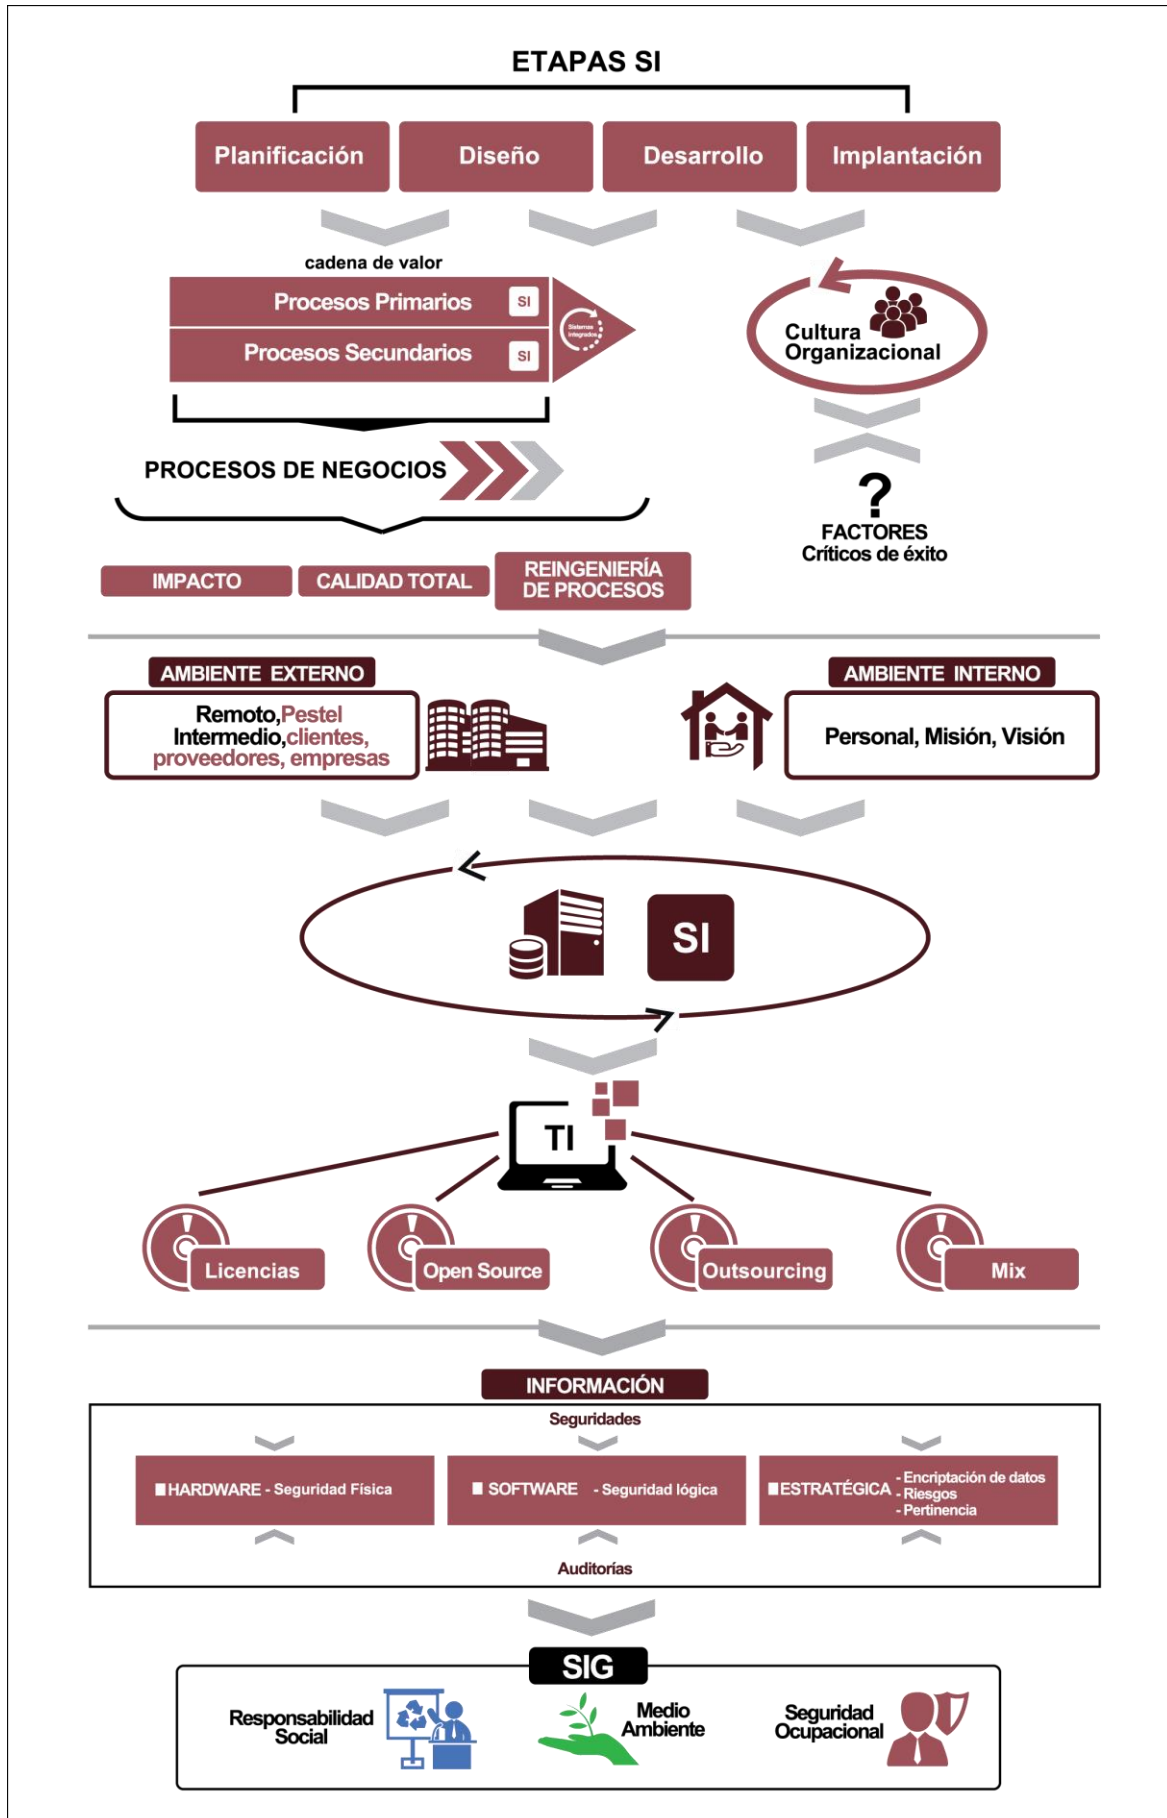 ETAPAS SI
Planificación
Diseño
Desarrollo
Implantación
cadena de valor
Procesos Primarios
SI
Procesos Secundarios
SI
Sistemas
Integrados
Cultura
Organizacional
PROCESOS DE NEGOCIOS
?
FACTORES
Críticos de éxito
IMPACTO
CALIDAD TOTAL
REINGENIERÍA
DE PROCESOS
AMBIENTE EXTERNO
Remoto,Pestel
Intermedio,clientes,
proveedores, empresas
AMBIENTE INTERNO
Personal, Misión, Visión
SI
TI
Licencias
Open Source
Outsourcing
Mix
INFORMACIÓN
Seguridades
HARDWARE - Seguridad Física
SOFTWARE - Seguridad lógica
ESTRATÉGICA
- Encriptación de datos
- Riesgos
- Pertinencia
Auditorías
SIG
Responsabilidad
Social
Medio
Ambiente
Seguridad
Ocupacional